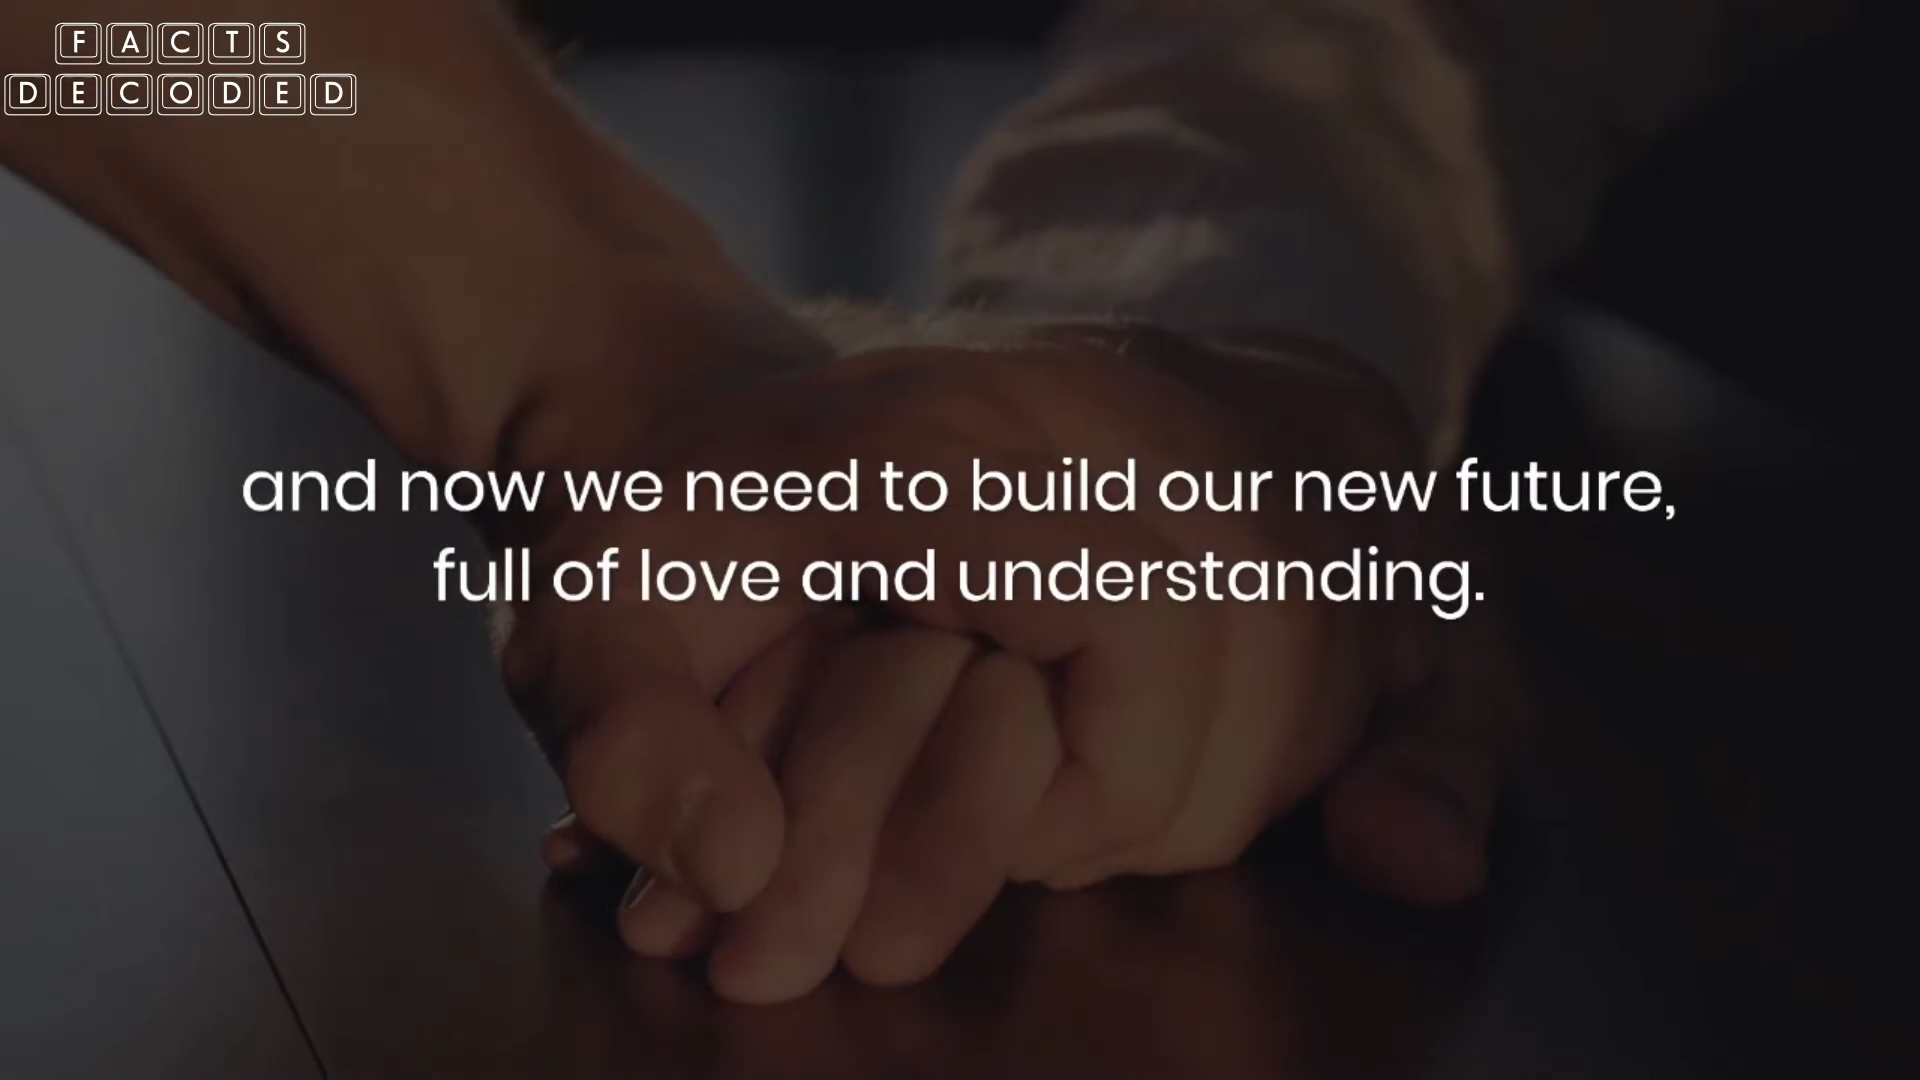 FACTS
DECODED
and now we need to build our new future,
full of love and understanding.